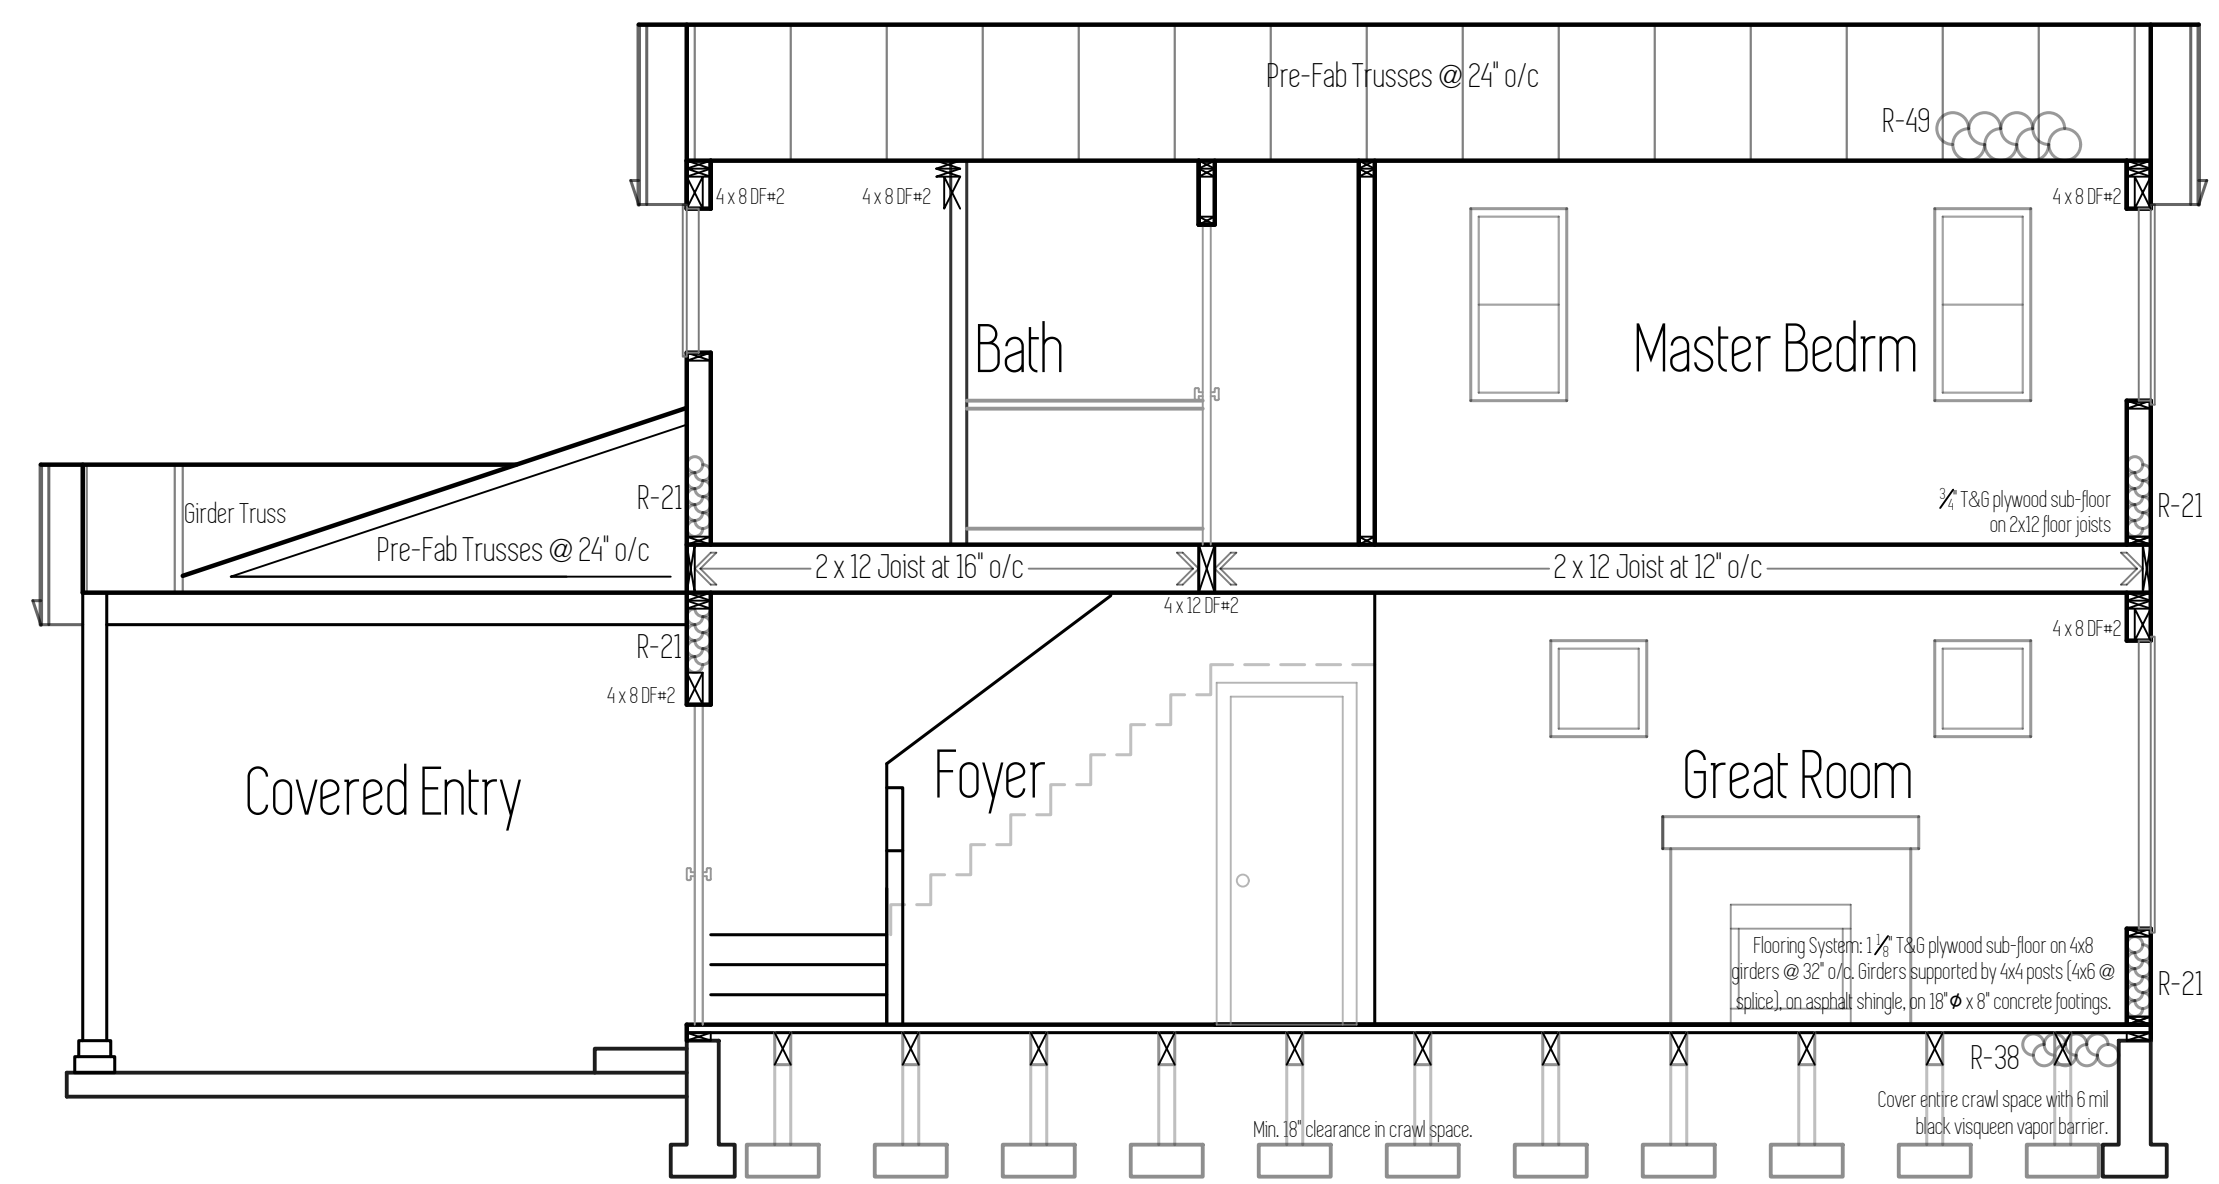 Pre-Fab Trusses @ 24" o/c
R-49
4 x 8 DF#2
4 x 8 DF#2
4 x 8 DF#2
Bath
Master Bedrm
R-21
Girder Truss
Pre-Fab Trusses @ 24" o/c
3/4" T&G plywood sub-floor
on 2x12 floor joists
R-21
2 x 12 Joist at 16" o/c
2 x 12 Joist at 12" o/c
4 x 12 DF#2
R-21
4 x 8 DF#2
4 x 8 DF#2
Covered Entry
Foyer
Great Room
Flooring System: 1 1/8" T&G plywood sub-floor on 4x8
girders @ 32" o/c. Girders supported by 4x4 posts (4x6 @
splice), on asphalt shingle, on 18"ϕ x 8" concrete footings.
R-21
R-38
Cover entire crawl space with 6 mil
black visqueen vapor barrier.
Min. 18" clearance in crawl space.